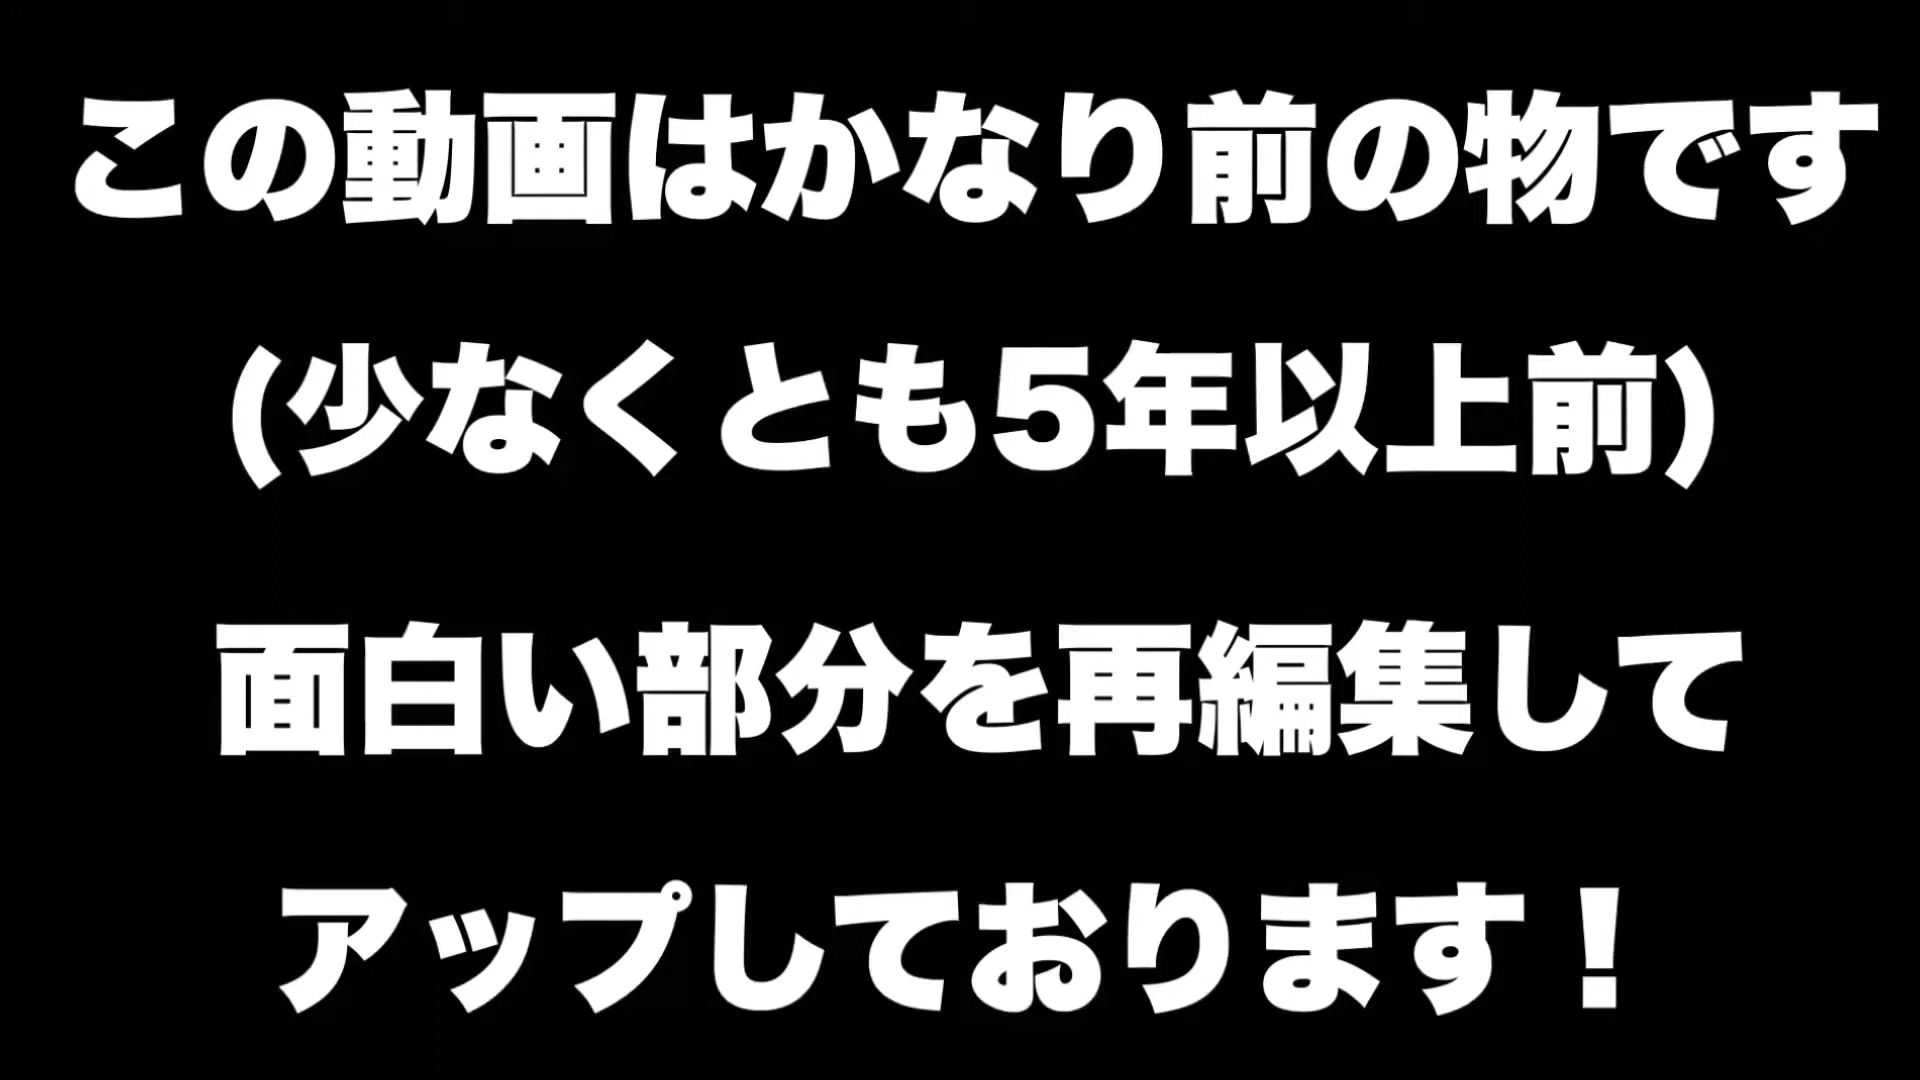 この動画はかなり前の物です
(少なくとも5年以上前)
面白い部分を再編集して
アップしております！